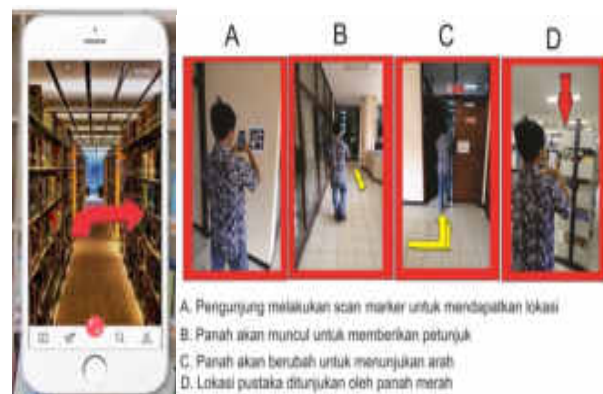 A B C D
A. Pengunjung melakukan scan marker untuk mendapatkan lokasi
B. Panah akan muncul untuk memberikan petunjuk
C. Panah akan berubah untuk menunjukan arah
D. Lokasi pustaka ditunjukan oleh panah merah